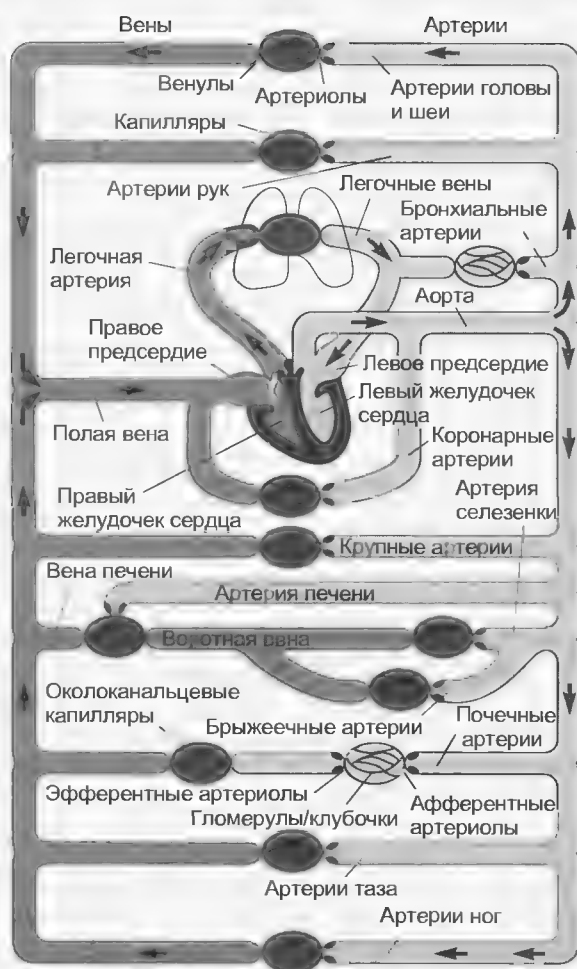 Вены
Артерии
Венулы
Артериолы
Артерии головы
и шеи
Капилляры
Артерии рук
Легочные вены
Бронхиальные
артерии
Легочная
артерия
Аорта
Правое
предсердие
Левое предсердие
Левый желудочек
сердца
Полая вена
Коронарные
артерии
Правый
желудочек сердца
Артерия
селезенки
Крупные артерии
Вена печени
Артерия печени
Воротная вена
Околоканальцевые
капилляры
Брыжеечные артерии
Почечные
артерии
Эфферентные артериолы
Гломерулы/клубочки
Афферентные
артериолы
Артерии таза
Артерии ног